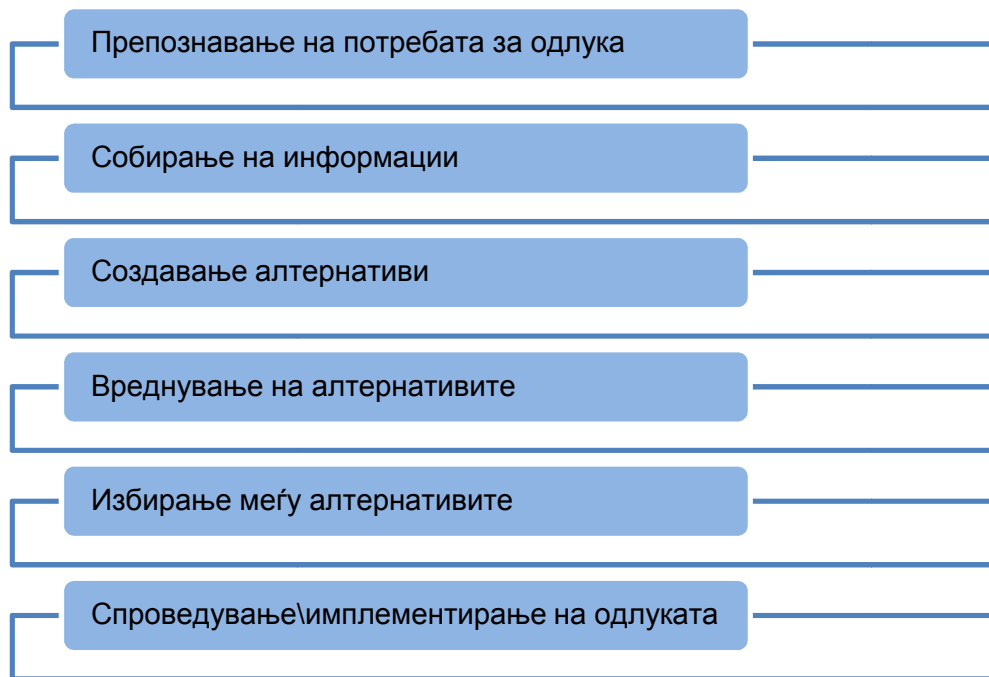 Препознавање на потребата за одлука
Собирање на информации
Создавање алтернативи
Вреднување на алтернативите
Избирање меѓу алтернативите
Спроведување\имплементирање на одлуката